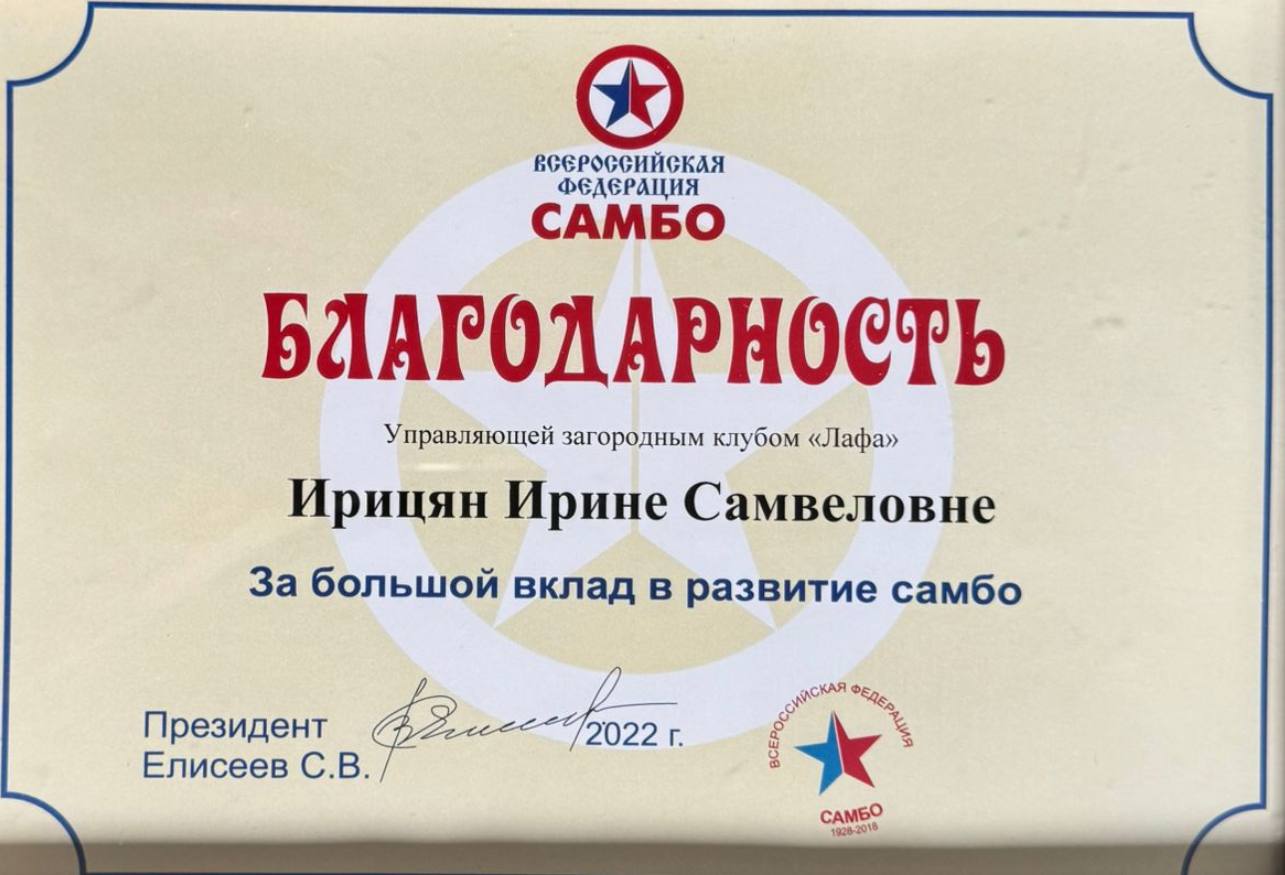 ВСЕРОССИЙСКАЯ
ФЕДЕРАЦИЯ
САМБО
БЛАГОДАРНОСТЬ
Управляющей загородным клубом «Лафа»
Ирицян Ирине Самвеловне
За большой вклад в развитие самбо
Президент
Елисеев С.В.
2022 г.
ВСЕРОССИЙСКАЯ ФЕДЕРАЦИЯ
САМБО
1928-2018